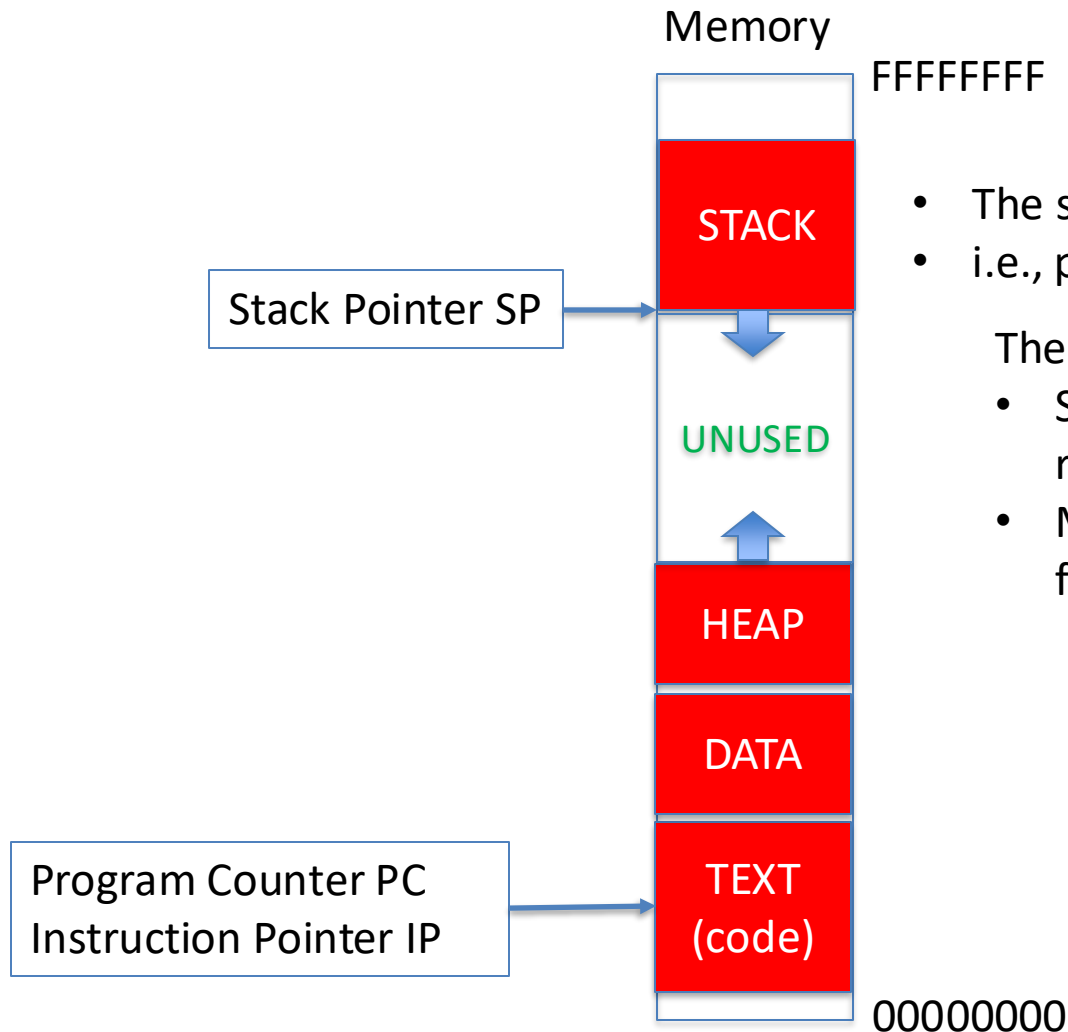 Memory
FFFFFFFF
STACK
• The s
• i.e., p
Stack Pointer SP
The
• S
r
UNUSED
• M
f
HEAP
DATA
Program Counter PC
Instruction Pointer IP
TEXT
(code)
00000000